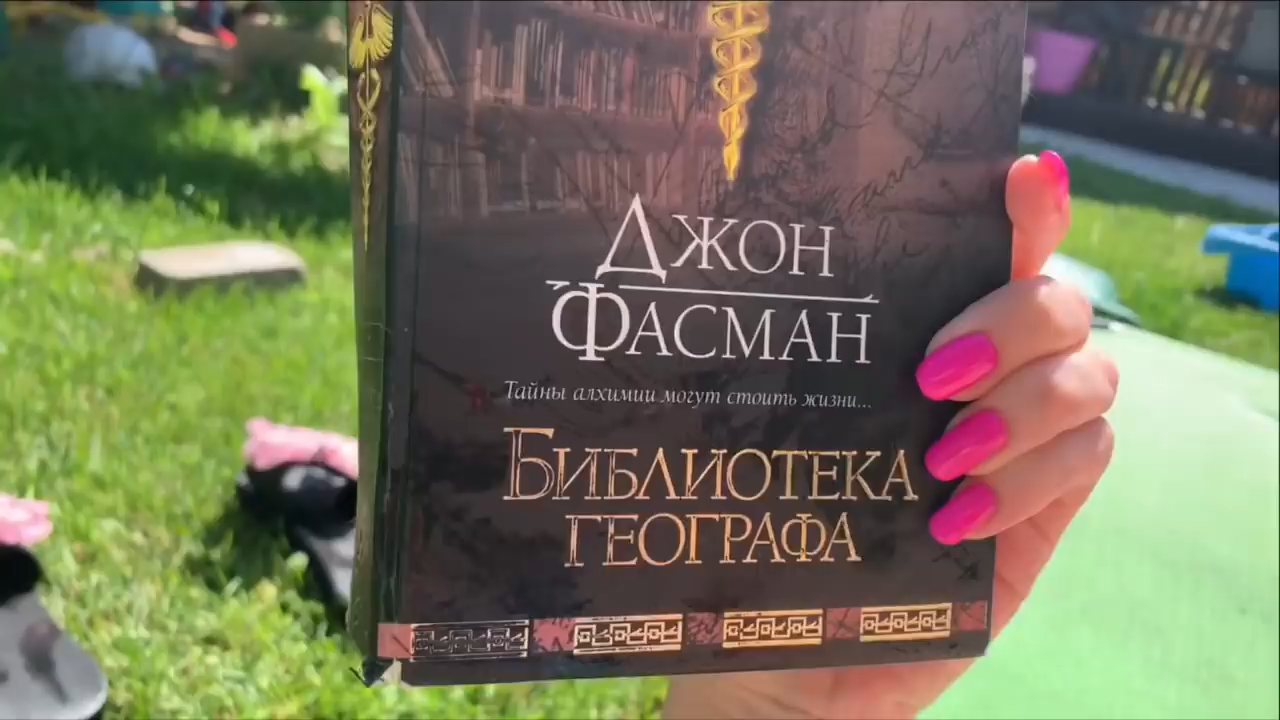 Джон
Фасман
Тайны алхимии могут стоить жизни...
Библиотека
географа